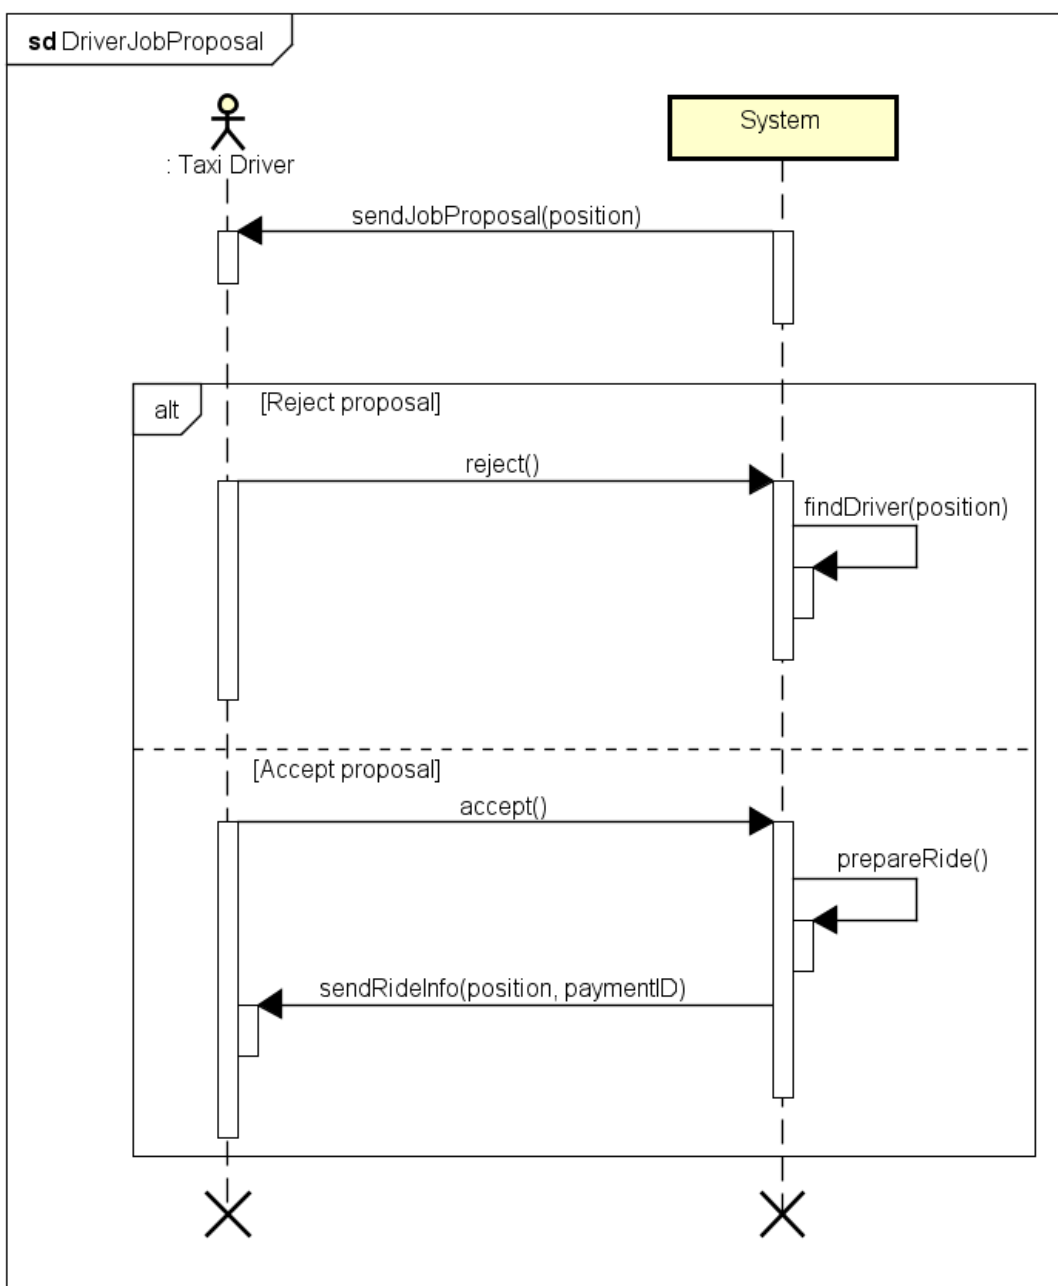 sd DriverJobProposal
: Taxi Driver
System
sendJobProposal(position)
alt
[Reject proposal]
reject()
findDriver(position)
[Accept proposal]
accept()
prepareRide()
sendRideInfo(position, paymentID)